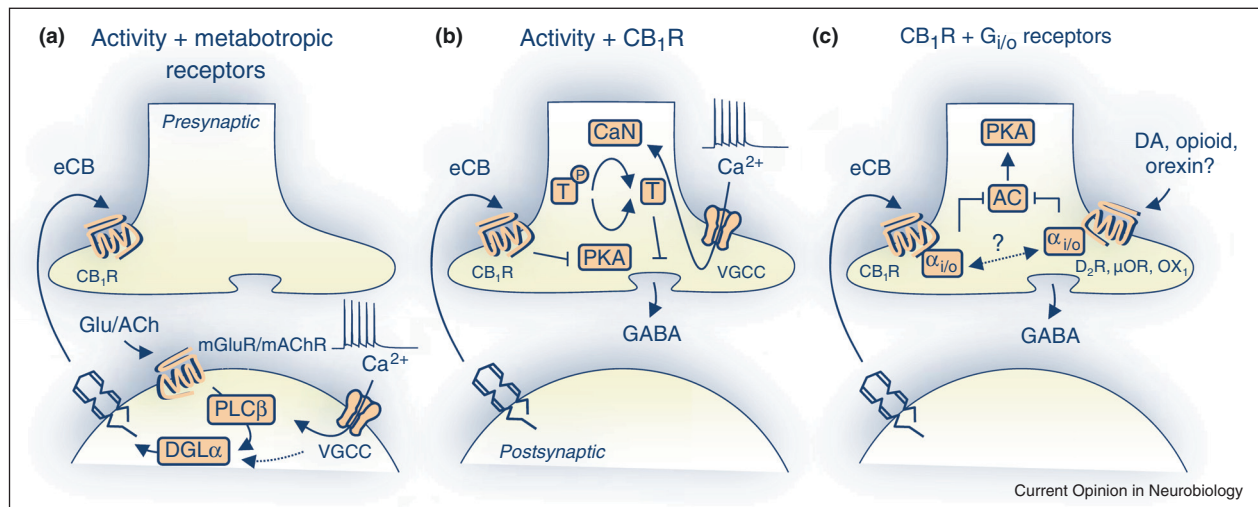 (a) Activity + metabotropic
receptors
Presynaptic
eCB
CB₁R
Glu/ACh
mGluR/mAChR
Ca²⁺
PLCβ
DGLα
VGCC
(b) Activity + CB₁R
CaN
eCB
T P
T
Ca²⁺
PKA
CB₁R
VGCC
GABA
Postsynaptic
(c) CB₁R + Gᵢ/ₒ receptors
PKA
DA, opioid,
orexin?
eCB
AC
αᵢ/ₒ
?
αᵢ/ₒ
CB₁R
D₂R, μOR, OX₁
GABA
Current Opinion in Neurobiology